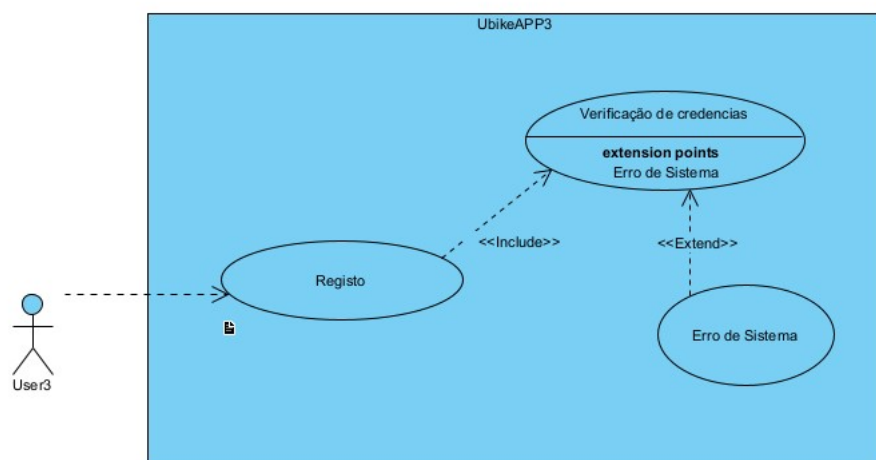 UbikeAPP3
Verificação de credencias
extension points
Erro de Sistema
<<Include>>
<<Extend>>
Registo
Erro de Sistema
User3